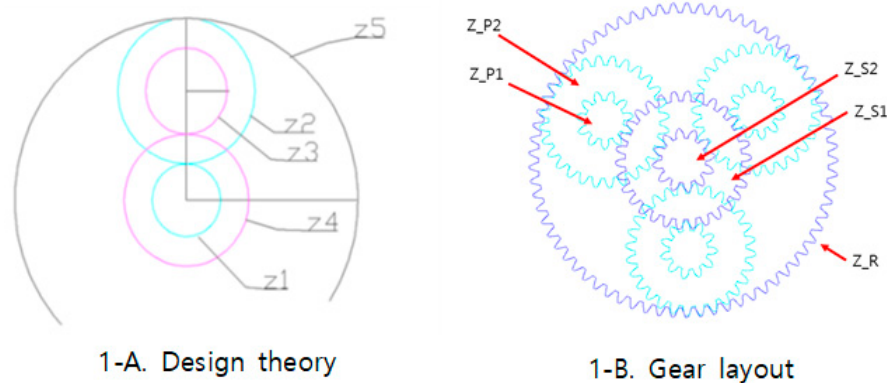 z5
z2
z3
z4
z1
1-A. Design theory
Z_P2
Z_P1
Z_S2
Z_S1
Z_R
1-B. Gear layout